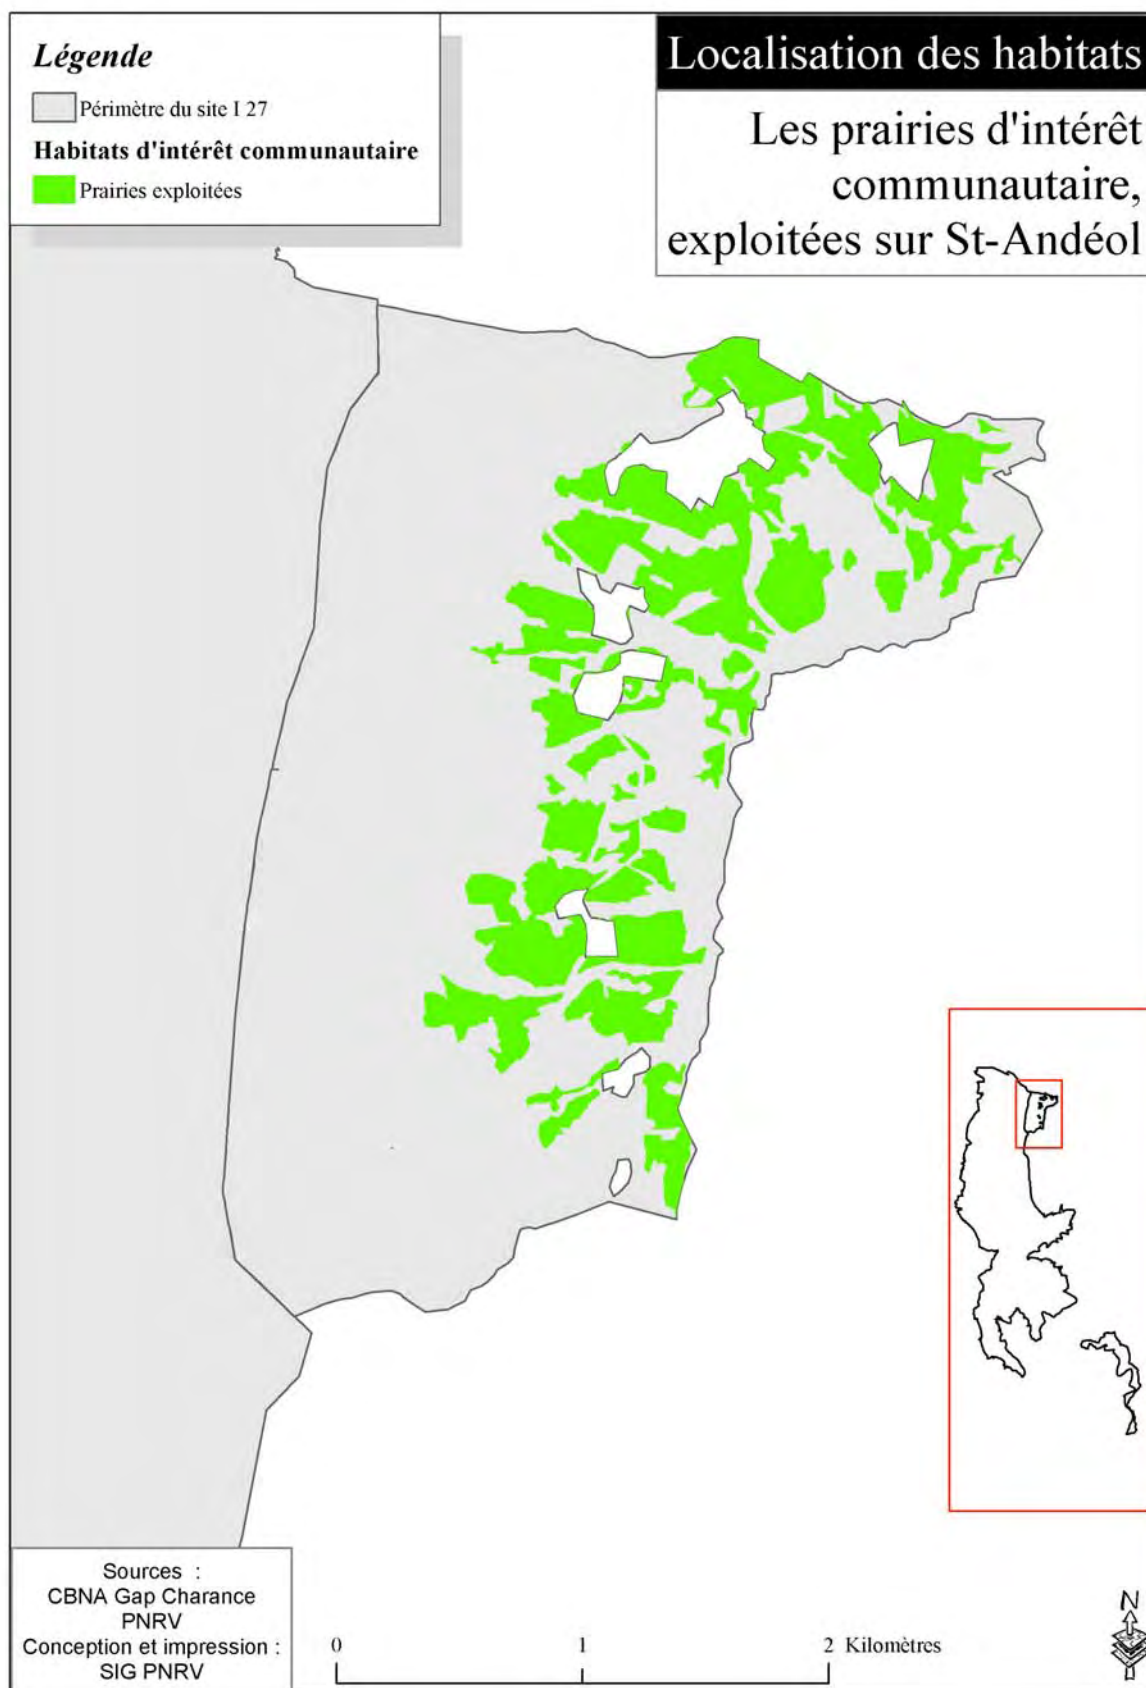 Légende
Périmètre du site I 27
Habitats d'intérêt communautaire
Prairies exploitées
Localisation des habitats
Les prairies d'intérêt
communautaire,
exploitées sur St-Andéol
Sources :
CBNA Gap Charance
PNRV
Conception et impression :
SIG PNRV
0 1 2 Kilomètres
N